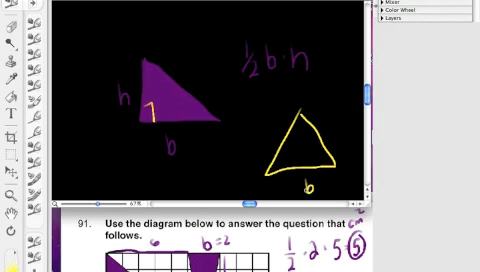 Mixer
Color Wheel
Layers
1/2 b · h
h
b
b
67%
91. Use the diagram below to answer the question that
follows.
6 b = 2
1/2 · 2 · 5 = 5